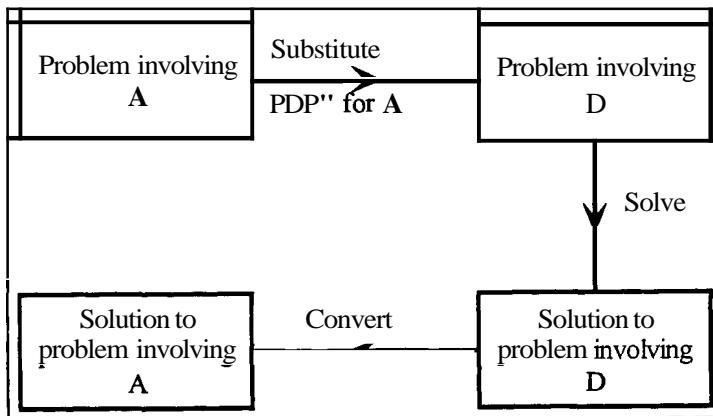 Problem involving
A
Substitute
PDP'' for A
Problem involving
D
Solve
Solution to
problem involving
A
Convert
Solution to
problem involving
D